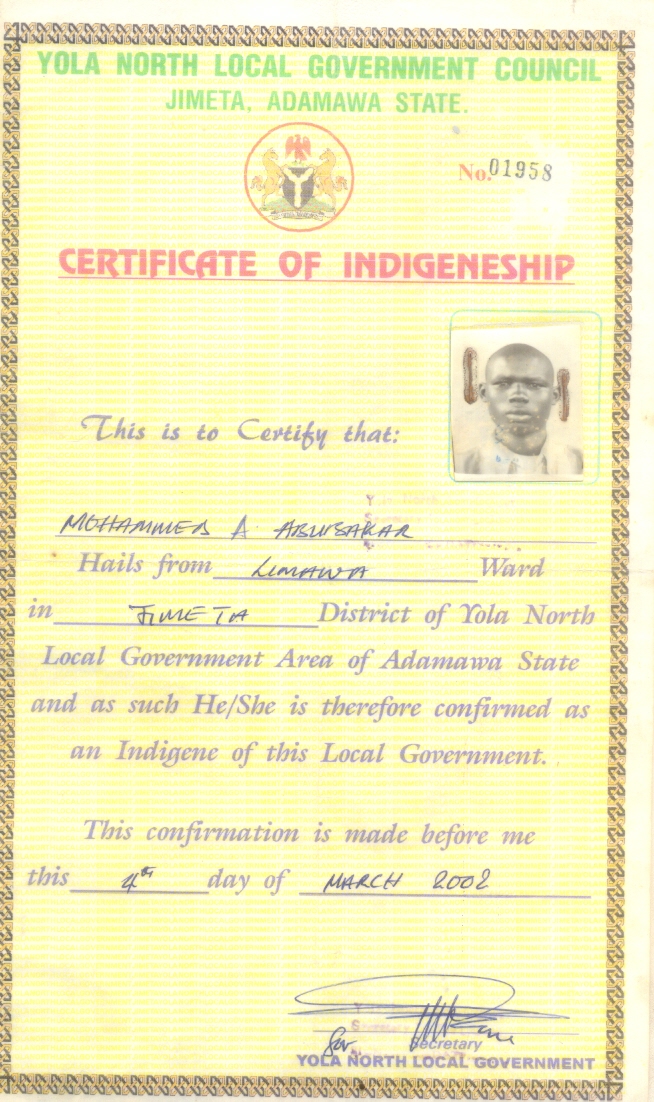 YOLA NORTH LOCAL GOVERNMENT COUNCIL
JIMETA, ADAMAWA STATE.
No. 01958
CERTIFICATE OF INDIGENESHIP
This is to Certify that:
MOHAMMED A ABUBAKAR
Hails from LIMAWA Ward
in JIMETA District of Yola North
Local Government Area of Adamawa State
and as such He/She is therefore confirmed as
an Indigene of this Local Government.
This confirmation is made before me
this 4th day of MARCH 2002
for Secretary
YOLA NORTH LOCAL GOVERNMENT